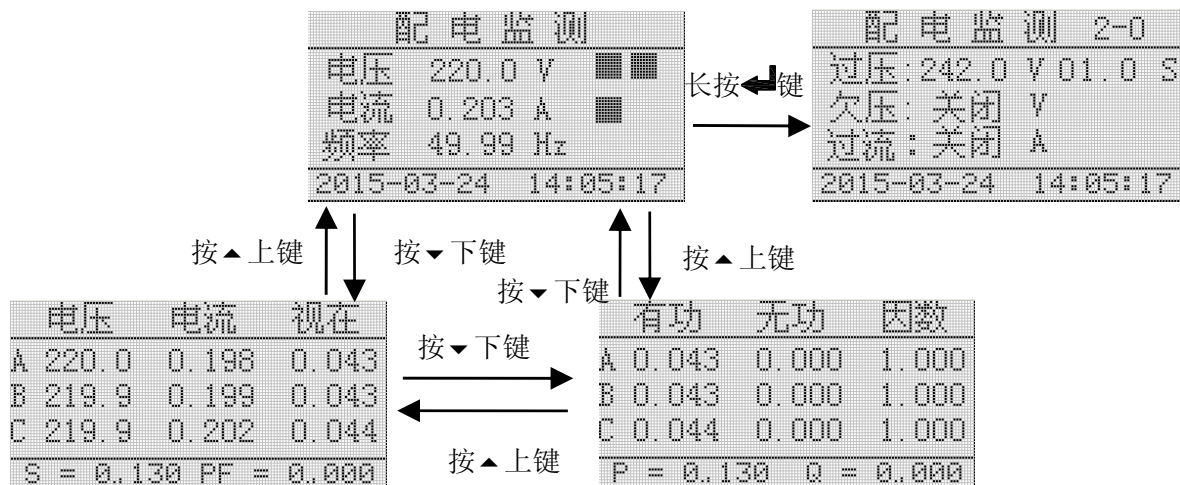 配电监测
电压 220.0 V
电流 0.203 A
频率 49.99 Hz
2015-03-24 14:05:17
长按键
配电监测 2-0
过压:242.0 V 01.0 S
欠压: 关闭 V
过流: 关闭 A
2015-03-24 14:05:17
按▲上键
按▼下键
按▼下键
按▲上键
电压 电流 视在
A 220.0 0.198 0.043
B 219.9 0.199 0.043
C 219.9 0.202 0.044
S = 0.130 PF = 0.000
按▼下键
按▲上键
有功 无功 因数
A 0.043 0.000 1.000
B 0.043 0.000 1.000
C 0.044 0.000 1.000
P = 0.130 Q = 0.000